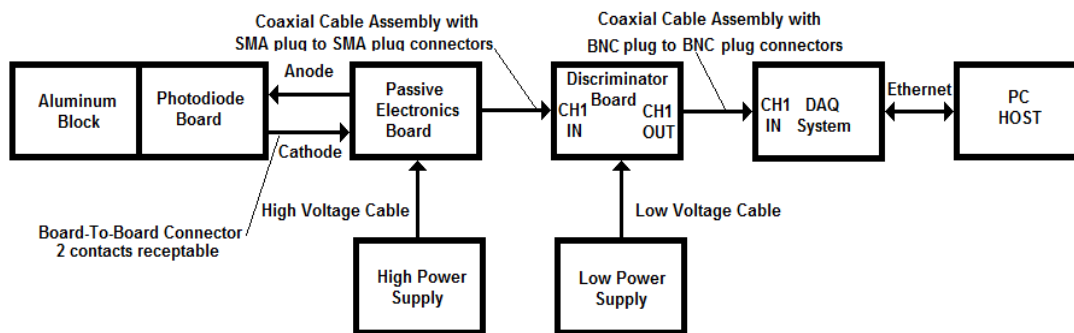 Coaxial Cable Assembly with
SMA plug to SMA plug connectors
Coaxial Cable Assembly with
BNC plug to BNC plug connectors
Aluminum
Block
Photodiode
Board
Anode
Cathode
Passive
Electronics
Board
Discriminator
Board
CH1
IN
CH1
OUT
CH1
IN
DAQ
System
Ethernet
PC
HOST
Board-To-Board Connector
2 contacts receptable
High Voltage Cable
Low Voltage Cable
High Power
Supply
Low Power
Supply